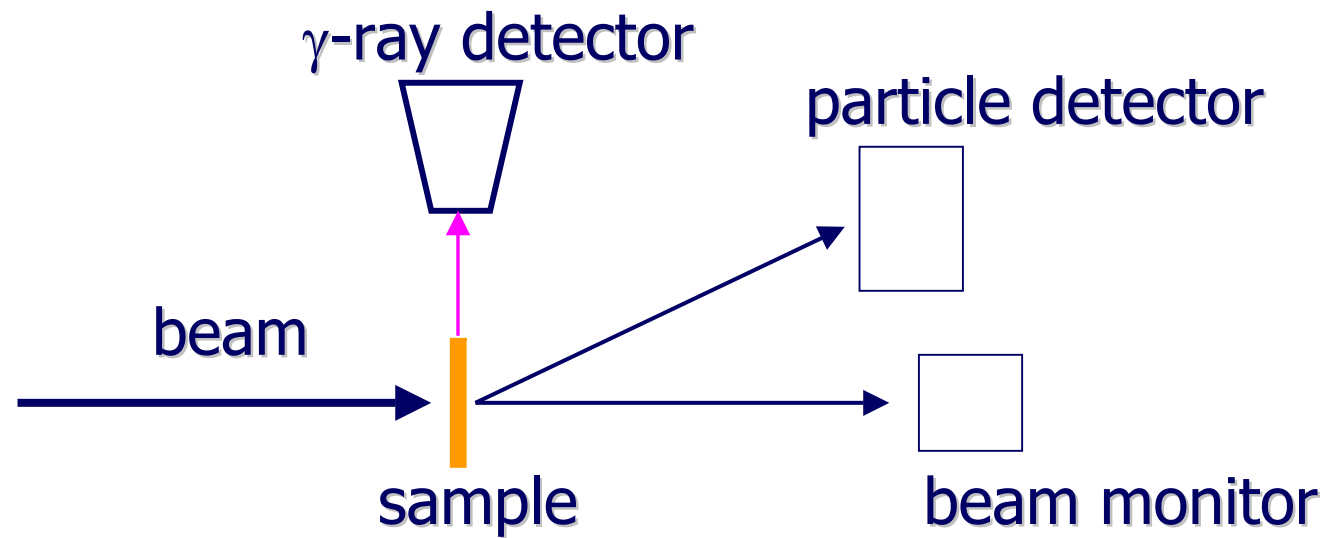 γ-ray detector
particle detector
beam
sample
beam monitor